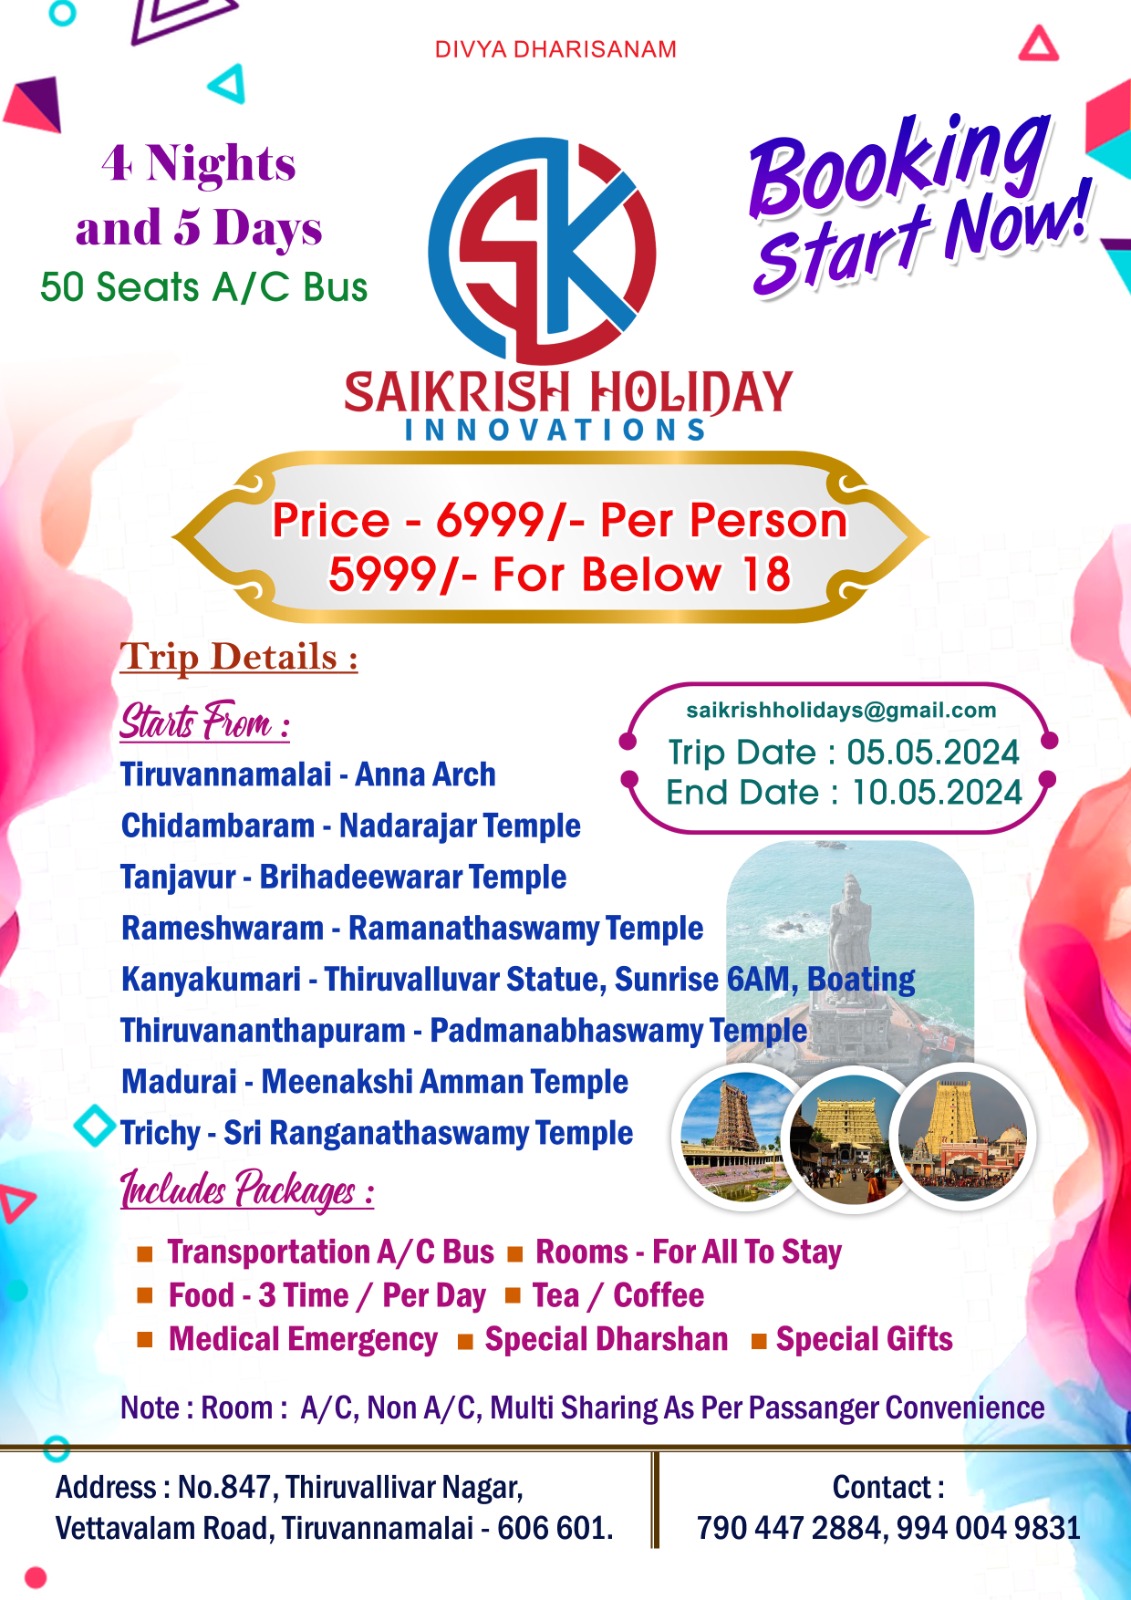 DIVYA DHARISANAM
4 Nights
and 5 Days
50 Seats A/C Bus
Booking
Start Now!
SK
SAIKRISH HOLIDAY
INNOVATIONS
Price - 6999/- Per Person
5999/- For Below 18
Trip Details :
Starts From :
saikrishholidays@gmail.com
Trip Date : 05.05.2024
End Date : 10.05.2024
Tiruvannamalai - Anna Arch
Chidambaram - Nadarajar Temple
Tanjavur - Brihadeewarar Temple
Rameshwaram - Ramanathaswamy Temple
Kanyakumari - Thiruvalluvar Statue, Sunrise 6AM, Boating
Thiruvananthapuram - Padmanabhaswamy Temple
Madurai - Meenakshi Amman Temple
Trichy - Sri Ranganathaswamy Temple
Includes Packages :
Transportation A/C Bus ■ Rooms - For All To Stay
Food - 3 Time / Per Day ■ Tea / Coffee
Medical Emergency ■ Special Dharshan ■ Special Gifts
Note : Room : A/C, Non A/C, Multi Sharing As Per Passanger Convenience
Address : No.847, Thiruvallivar Nagar,
Vettavalam Road, Tiruvannamalai - 606 601.
Contact :
790 447 2884, 994 004 9831